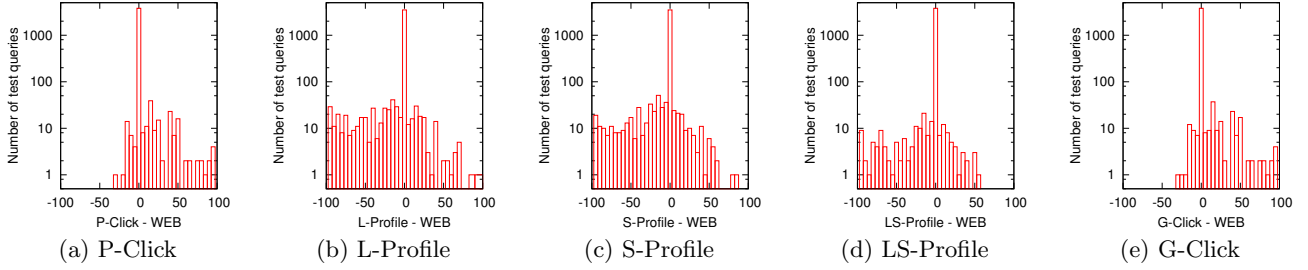 Number of test queries
1000
100
10
1
-100 -50 0 50 100
P-Click - WEB
(a) P-Click
Number of test queries
1000
100
10
1
-100 -50 0 50 100
L-Profile - WEB
(b) L-Profile
Number of test queries
1000
100
10
1
-100 -50 0 50 100
S-Profile - WEB
(c) S-Profile
Number of test queries
1000
100
10
1
-100 -50 0 50 100
LS-Profile - WEB
(d) LS-Profile
Number of test queries
1000
100
10
1
-100 -50 0 50 100
G-Click - WEB
(e) G-Click